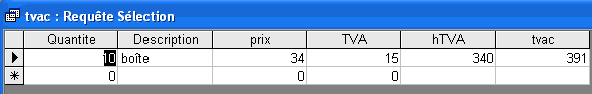 tvac : Requête Sélection
Quantite Description prix TVA hTVA tvac
10 boîte 34 15 340 391
* 0 0 0